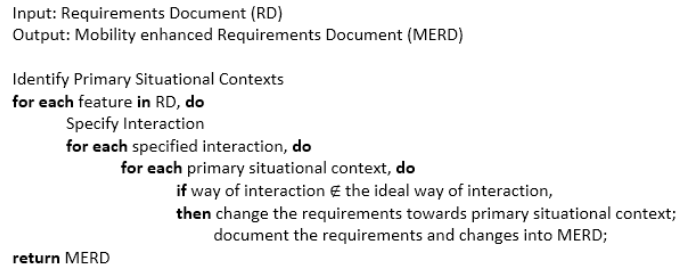 Input: Requirements Document (RD)
Output: Mobility enhanced Requirements Document (MERD)
Identify Primary Situational Contexts
for each feature in RD, do
Specify Interaction
for each specified interaction, do
for each primary situational context, do
if way of interaction ∉ the ideal way of interaction,
then change the requirements towards primary situational context;
document the requirements and changes into MERD;
return MERD